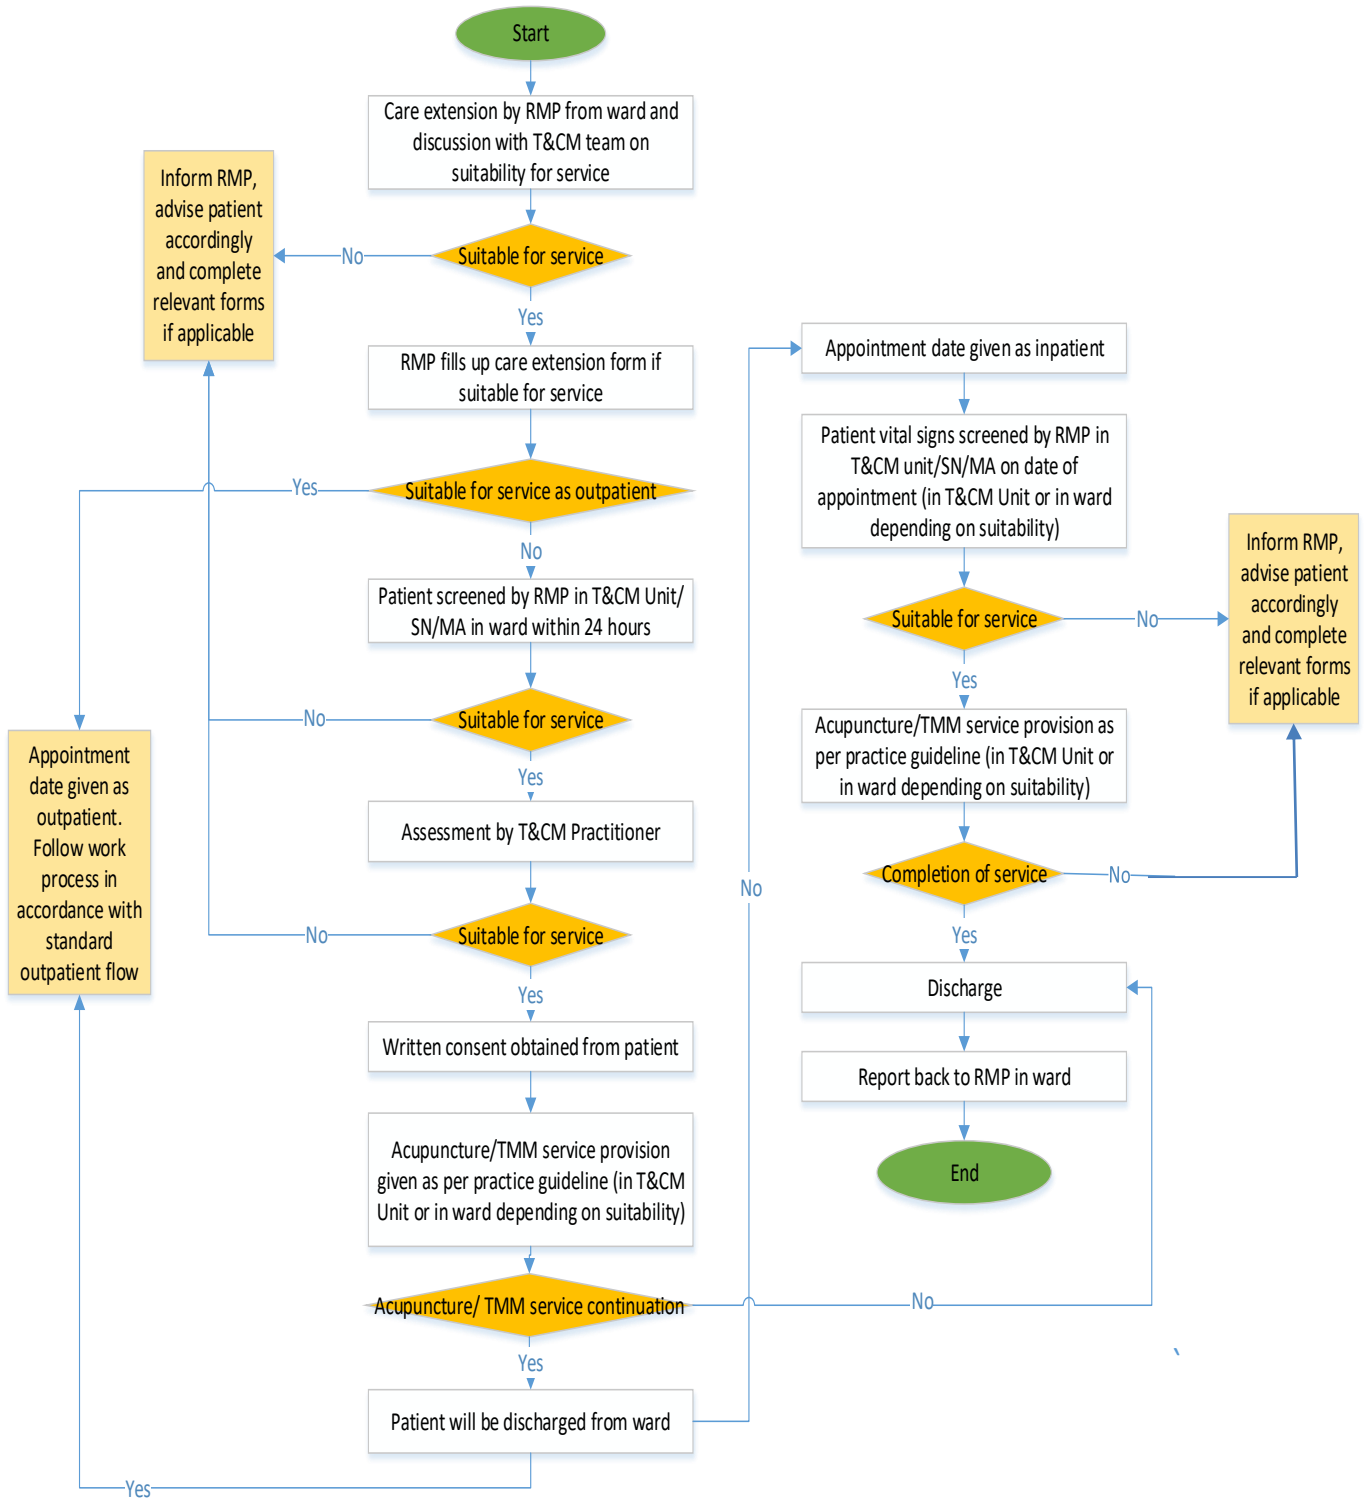 Start
Care extension by RMP from ward and
discussion with T&CM team on
suitability for service
Inform RMP,
advise patient
accordingly
and complete
relevant forms
if applicable
No
Suitable for service
Yes
RMP fills up care extension form if
suitable for service
Yes
Suitable for service as outpatient
No
Patient screened by RMP in T&CM Unit/
SN/MA in ward within 24 hours
No
Suitable for service
Yes
Appointment
date given as
outpatient.
Follow work
process in
accordance with
standard
outpatient flow
Assessment by T&CM Practitioner
No
Suitable for service
Yes
Written consent obtained from patient
Acupuncture/TMM service provision
given as per practice guideline (in T&CM
Unit or in ward depending on suitability)
Acupuncture/ TMM service continuation
No
Yes
Patient will be discharged from ward
Yes
No
Appointment date given as inpatient
Patient vital signs screened by RMP in
T&CM unit/SN/MA on date of
appointment (in T&CM Unit or in ward
depending on suitability)
Suitable for service
No
Inform RMP,
advise patient
accordingly
and complete
relevant forms
if applicable
Yes
Acupuncture/TMM service provision as
per practice guideline (in T&CM Unit or
in ward depending on suitability)
Completion of service
No
Yes
Discharge
Report back to RMP in ward
End
`